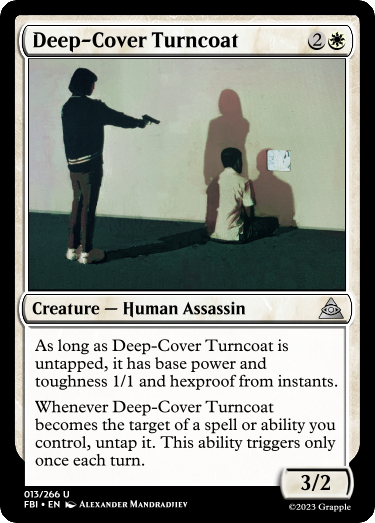 Deep-Cover Turncoat 2
Creature — Human Assassin
As long as Deep-Cover Turncoat is
untapped, it has base power and
toughness 1/1 and hexproof from instants.
Whenever Deep-Cover Turncoat
becomes the target of a spell or ability you
control, untap it. This ability triggers only
once each turn.
3/2
013/266 U
FBI • EN Alexander Mandradjiev
©2023 Grapple